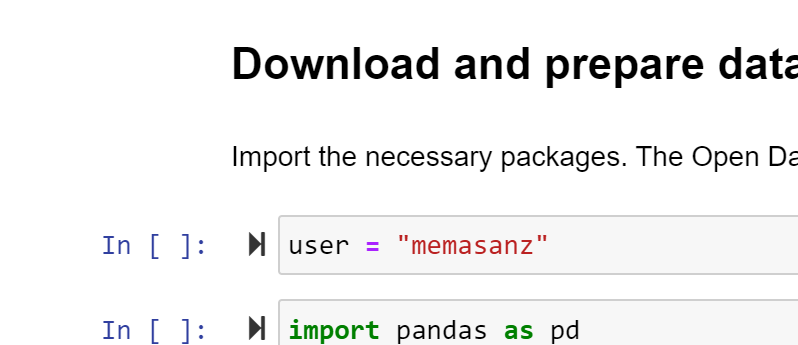 Download and prepare data
Import the necessary packages. The Open Da
In [ ]: user = "memasanz"
In [ ]: import pandas as pd